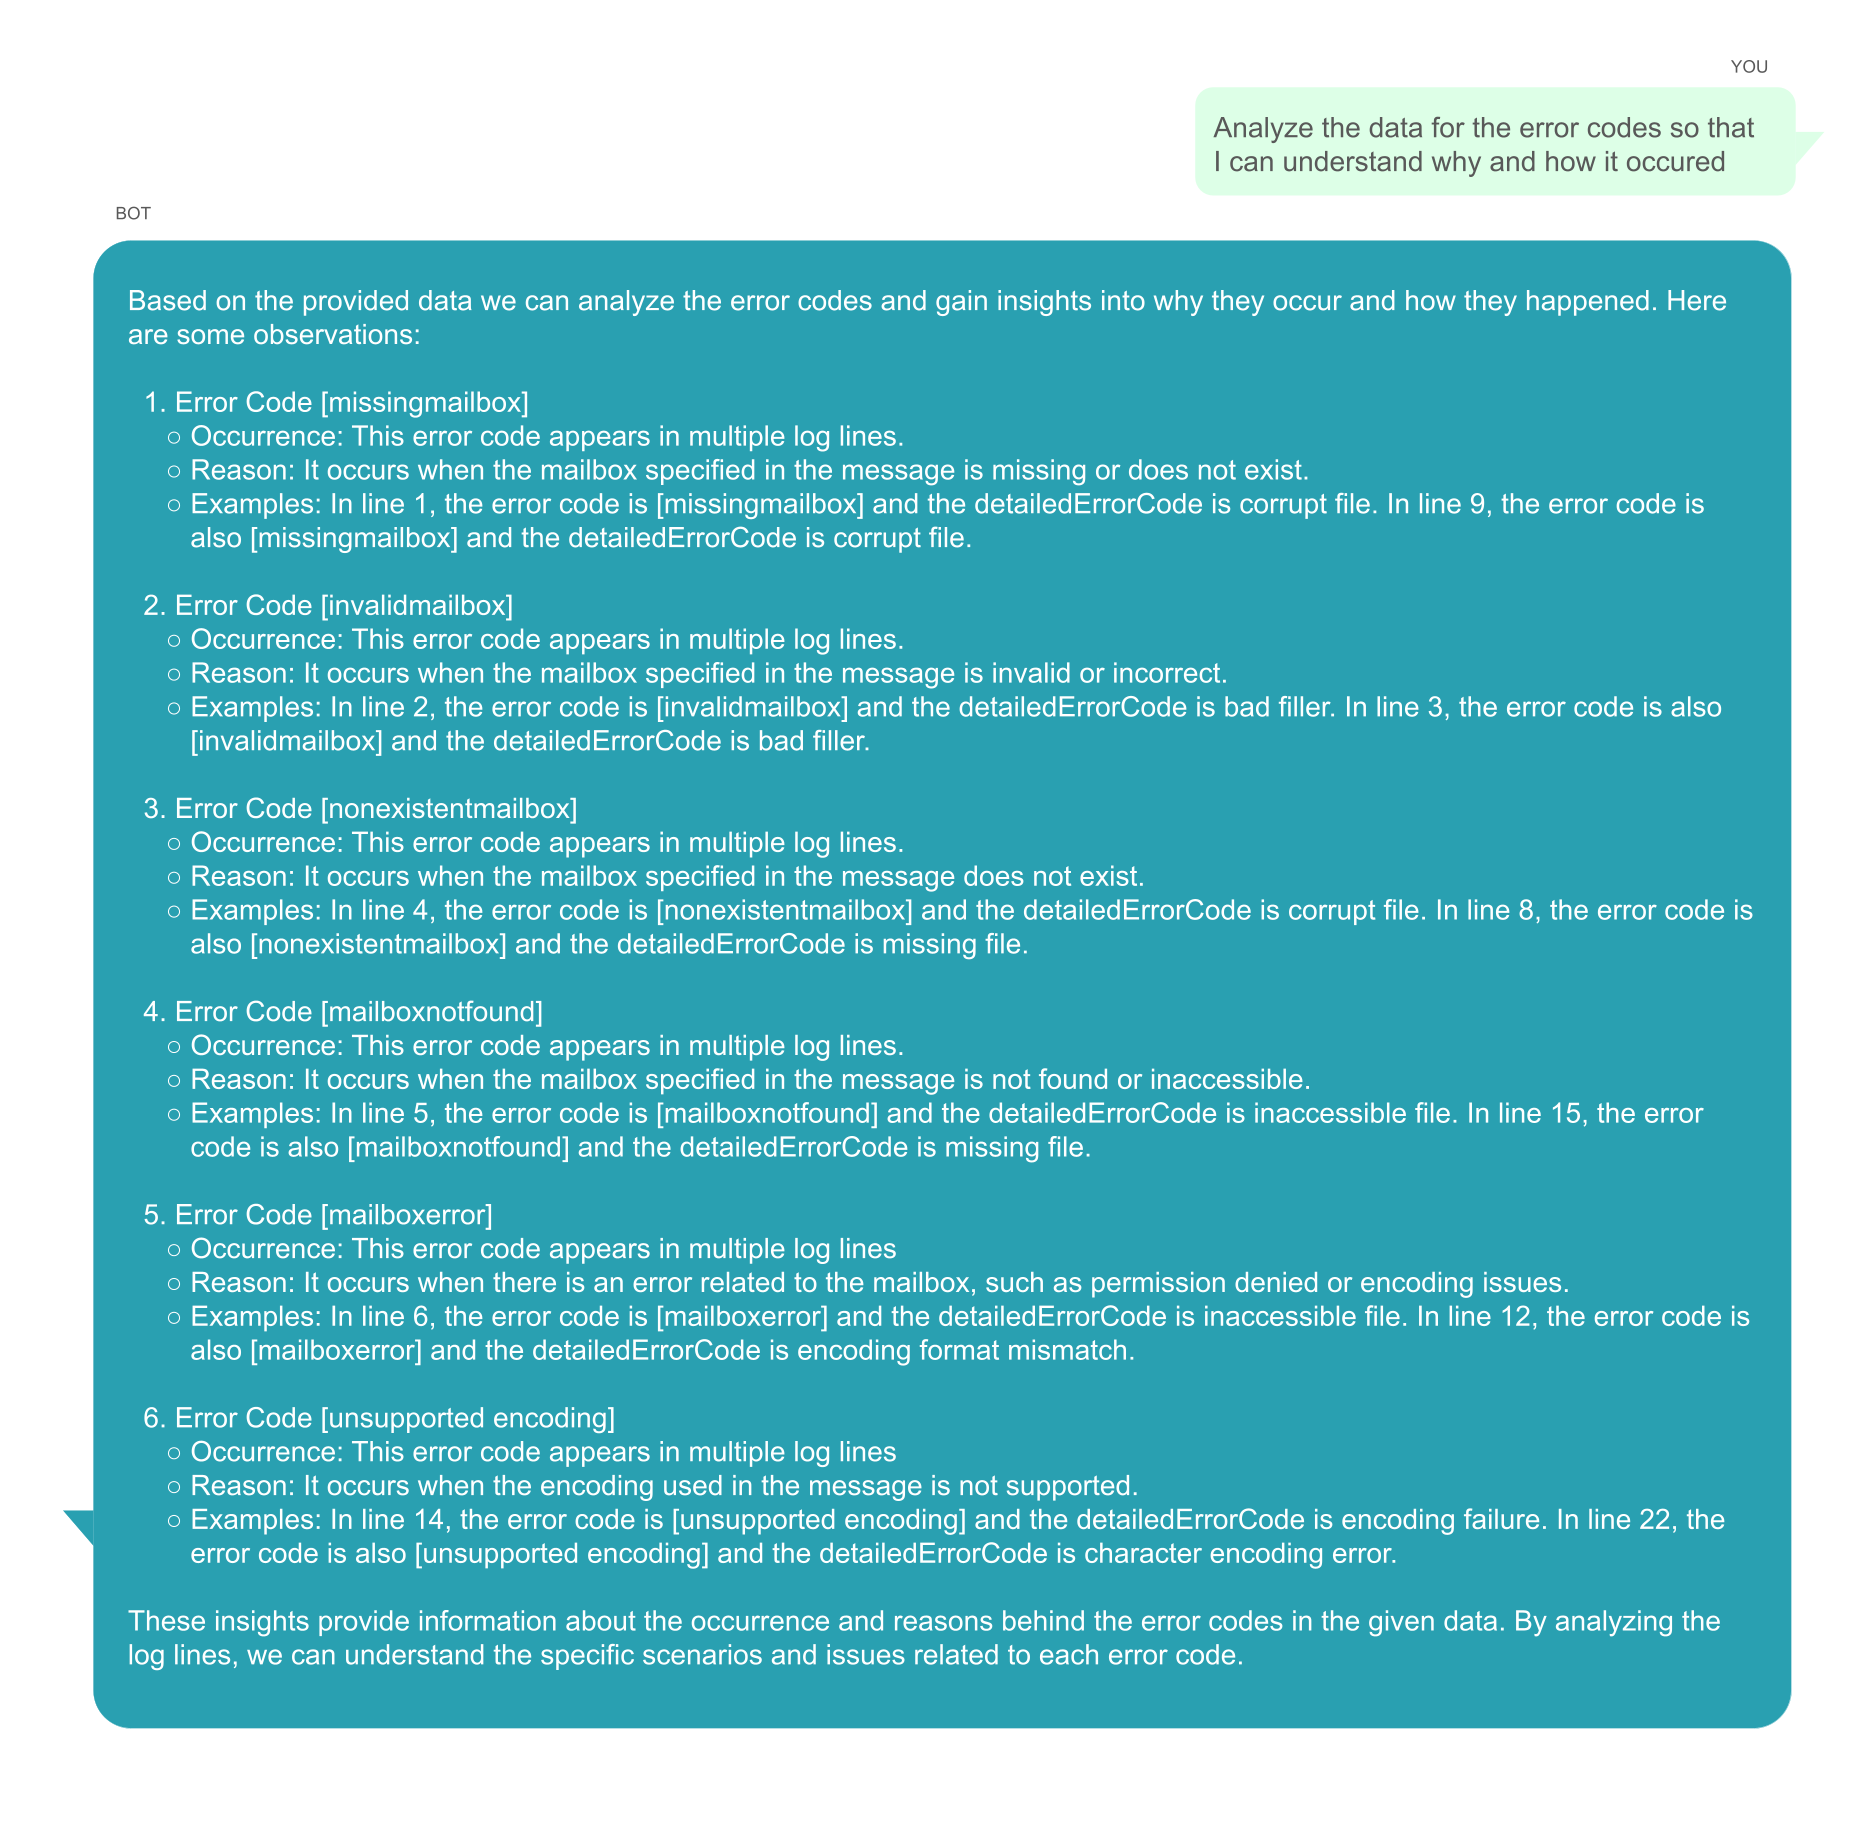 YOU
Analyze the data for the error codes so that
I can understand why and how it occured
BOT
Based on the provided data we can analyze the error codes and gain insights into why they occur and how they happened. Here
are some observations:
1. Error Code [missingmailbox]
○ Occurrence: This error code appears in multiple log lines.
○ Reason: It occurs when the mailbox specified in the message is missing or does not exist.
○ Examples: In line 1, the error code is [missingmailbox] and the detailedErrorCode is corrupt file. In line 9, the error code is
also [missingmailbox] and the detailedErrorCode is corrupt file.
2. Error Code [invalidmailbox]
○ Occurrence: This error code appears in multiple log lines.
○ Reason: It occurs when the mailbox specified in the message is invalid or incorrect.
○ Examples: In line 2, the error code is [invalidmailbox] and the detailedErrorCode is bad filler. In line 3, the error code is also
[invalidmailbox] and the detailedErrorCode is bad filler.
3. Error Code [nonexistentmailbox]
○ Occurrence: This error code appears in multiple log lines.
○ Reason: It occurs when the mailbox specified in the message does not exist.
○ Examples: In line 4, the error code is [nonexistentmailbox] and the detailedErrorCode is corrupt file. In line 8, the error code is
also [nonexistentmailbox] and the detailedErrorCode is missing file.
4. Error Code [mailboxnotfound]
○ Occurrence: This error code appears in multiple log lines.
○ Reason: It occurs when the mailbox specified in the message is not found or inaccessible.
○ Examples: In line 5, the error code is [mailboxnotfound] and the detailedErrorCode is inaccessible file. In line 15, the error
code is also [mailboxnotfound] and the detailedErrorCode is missing file.
5. Error Code [mailboxerror]
○ Occurrence: This error code appears in multiple log lines
○ Reason: It occurs when there is an error related to the mailbox, such as permission denied or encoding issues.
○ Examples: In line 6, the error code is [mailboxerror] and the detailedErrorCode is inaccessible file. In line 12, the error code is
also [mailboxerror] and the detailedErrorCode is encoding format mismatch.
6. Error Code [unsupported encoding]
○ Occurrence: This error code appears in multiple log lines
○ Reason: It occurs when the encoding used in the message is not supported.
○ Examples: In line 14, the error code is [unsupported encoding] and the detailedErrorCode is encoding failure. In line 22, the
error code is also [unsupported encoding] and the detailedErrorCode is character encoding error.
These insights provide information about the occurrence and reasons behind the error codes in the given data. By analyzing the
log lines, we can understand the specific scenarios and issues related to each error code.